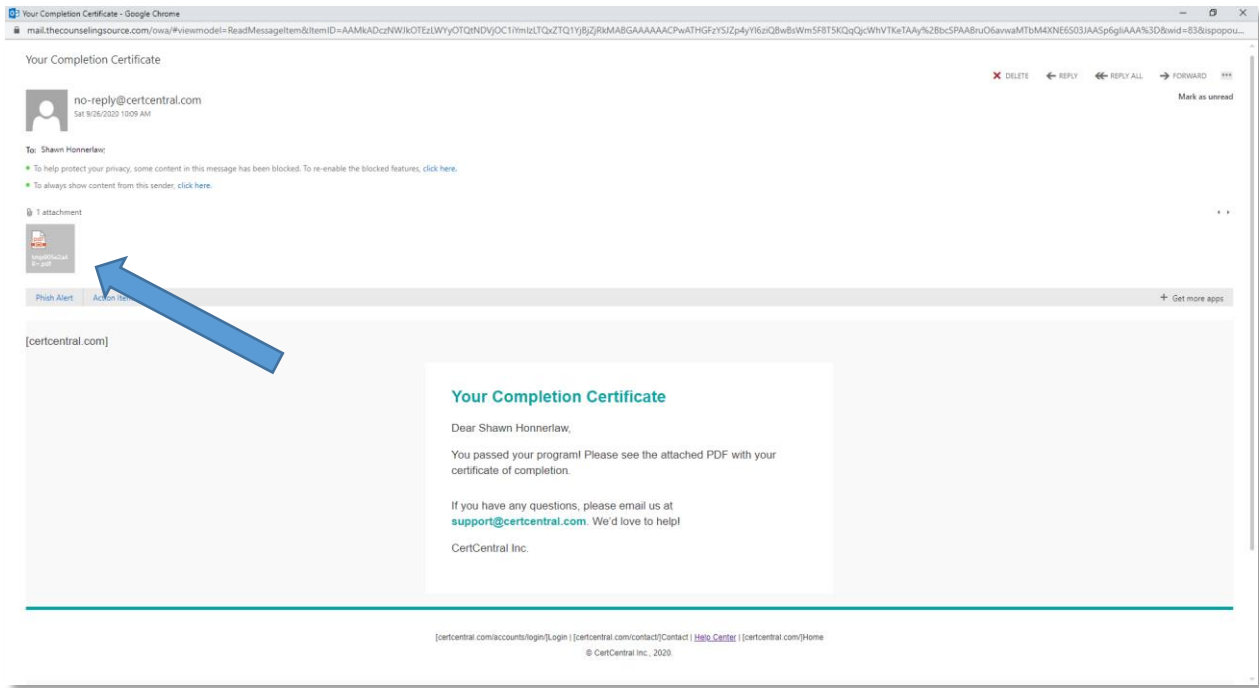 Your Completion Certificate - Google Chrome
Your Completion Certificate
DELETE REPLY REPLY ALL FORWARD
no-reply@certcentral.com
Mark as unread
Sat 9/26/2020 10:09 AM
To: Shawn Honnerlaw;
To help protect your privacy, some content in this message has been blocked. To re-enable the blocked features, click here.
To always show content from this sender, click here.
1 attachment
Phish Alert Action Item
+ Get more apps
[certcentral.com]
Your Completion Certificate
Dear Shawn Honnerlaw,
You passed your program! Please see the attached PDF with your
certificate of completion.
If you have any questions, please email us at
support@certcentral.com. We'd love to help!
CertCentral Inc.
[certcentral.com/accounts/login/]Login | [certcentral.com/contact/]Contact | Help Center | [certcentral.com/]Home
© CertCentral Inc., 2020.